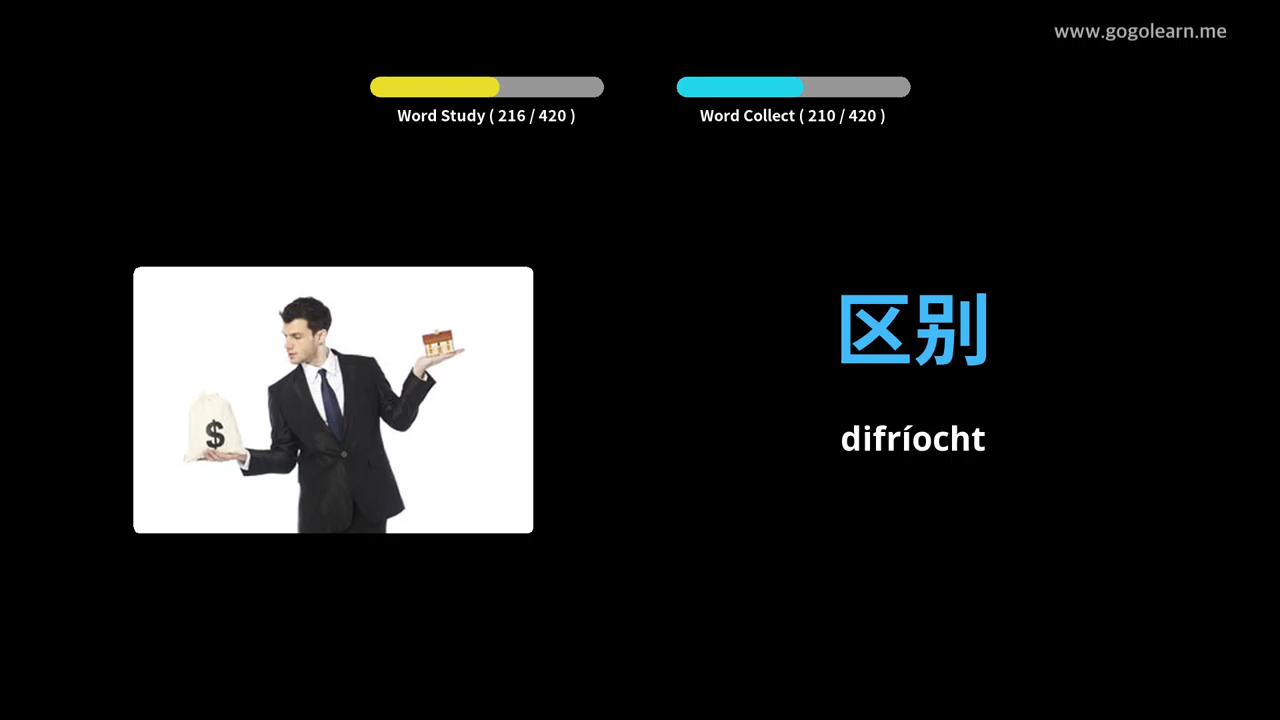 www.gogolearn.me
Word Study ( 216 / 420 )
Word Collect ( 210 / 420 )
$
区别
difríocht